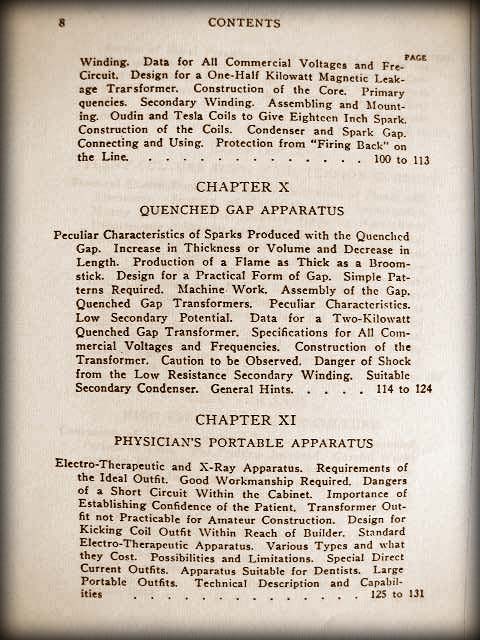 8 CONTENTS
PAGE
Winding. Data for All Commercial Voltages and Fre-
Circuit. Design for a One-Half Kilowatt Magnetic Leak-
age Transformer. Construction of the Core. Primary
quencies. Secondary Winding. Assembling and Mount-
ing. Oudin and Tesla Coils to Give Eighteen Inch Spark.
Construction of the Coils. Condenser and Spark Gap.
Connecting and Using. Protection from "Firing Back" on
the Line. . . . . . . . . . . . . . 100 to 113
CHAPTER X
QUENCHED GAP APPARATUS
Peculiar Characteristics of Sparks Produced with the Quenched
Gap. Increase in Thickness or Volume and Decrease in
Length. Production of a Flame as Thick as a Broom-
stick. Design for a Practical Form of Gap. Simple Pat-
terns Required. Machine Work. Assembly of the Gap.
Quenched Gap Transformers. Peculiar Characteristics.
Low Secondary Potential. Data for a Two-Kilowatt
Quenched Gap Transformer. Specifications for All Com-
mercial Voltages and Frequencies. Construction of the
Transformer. Caution to be Observed. Danger of Shock
from the Low Resistance Secondary Winding. Suitable
Secondary Condenser. General Hints. . . . . 114 to 124
CHAPTER XI
PHYSICIAN'S PORTABLE APPARATUS
Electro-Therapeutic and X-Ray Apparatus. Requirements of
the Ideal Outfit. Good Workmanship Required. Dangers
of a Short Circuit Within the Cabinet. Importance of
Establishing Confidence of the Patient. Transformer Out-
fit not Practicable for Amateur Construction. Design for
Kicking Coil Outfit Within Reach of Builder. Standard
Electro-Therapeutic Apparatus. Various Types and what
they Cost. Possibilities and Limitations. Special Direct
Current Outfits. Apparatus Suitable for Dentists. Large
Portable Outfits. Technical Description and Capabil-
ities . . . . . . . . . . . . . . 125 to 131